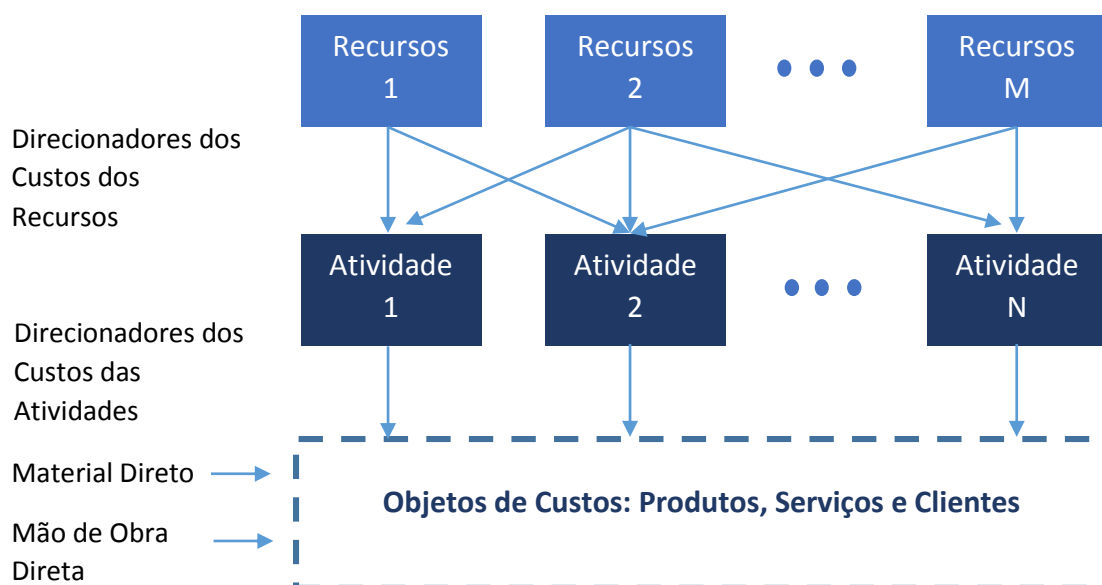 Recursos
1
Recursos
2
Recursos
M
Direcionadores dos
Custos dos
Recursos
Atividade
1
Atividade
2
Atividade
N
Direcionadores dos
Custos das
Atividades
Material Direto
Objetos de Custos: Produtos, Serviços e Clientes
Mão de Obra
Direta